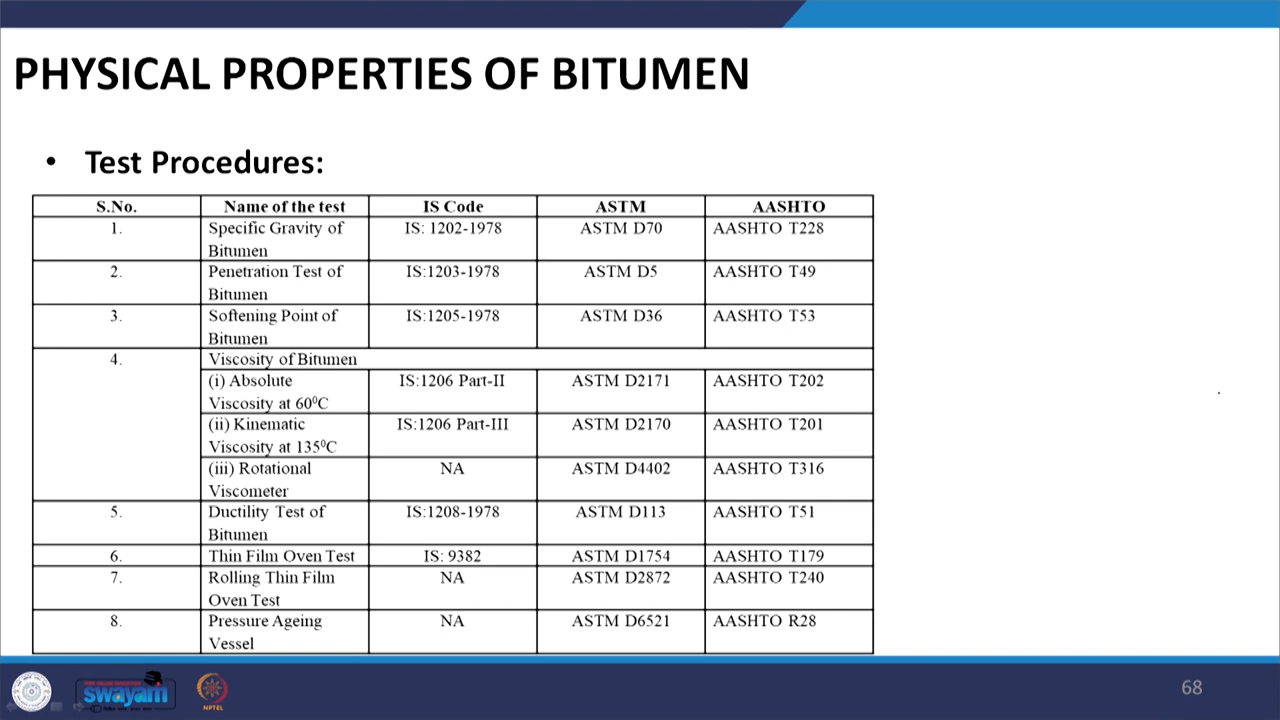 PHYSICAL PROPERTIES OF BITUMEN
• Test Procedures:
S.No. Name of the test IS Code ASTM AASHTO
1. Specific Gravity of IS: 1202-1978 ASTM D70 AASHTO T228
Bitumen
2. Penetration Test of IS:1203-1978 ASTM D5 AASHTO T49
Bitumen
3. Softening Point of IS:1205-1978 ASTM D36 AASHTO T53
Bitumen
4. Viscosity of Bitumen
(i) Absolute IS:1206 Part-II ASTM D2171 AASHTO T202
Viscosity at 60⁰C
(ii) Kinematic IS:1206 Part-III ASTM D2170 AASHTO T201
Viscosity at 135⁰C
(iii) Rotational NA ASTM D4402 AASHTO T316
Viscometer
5. Ductility Test of IS:1208-1978 ASTM D113 AASHTO T51
Bitumen
6. Thin Film Oven Test IS: 9382 ASTM D1754 AASHTO T179
7. Rolling Thin Film NA ASTM D2872 AASHTO T240
Oven Test
8. Pressure Ageing NA ASTM D6521 AASHTO R28
Vessel
swayam
NPTEL
68